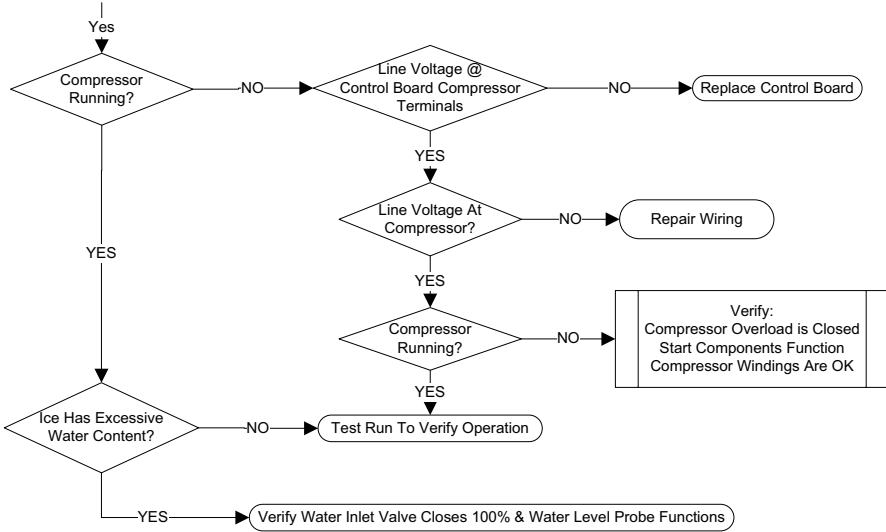 Yes
Compressor
Running?
NO
Line Voltage @
Control Board Compressor
Terminals
NO
Replace Control Board
YES
Line Voltage At
Compressor?
NO
Repair Wiring
YES
YES
Compressor
Running?
NO
Verify:
Compressor Overload is Closed
Start Components Function
Compressor Windings Are OK
YES
Ice Has Excessive
Water Content?
NO
Test Run To Verify Operation
YES
Verify Water Inlet Valve Closes 100% & Water Level Probe Functions